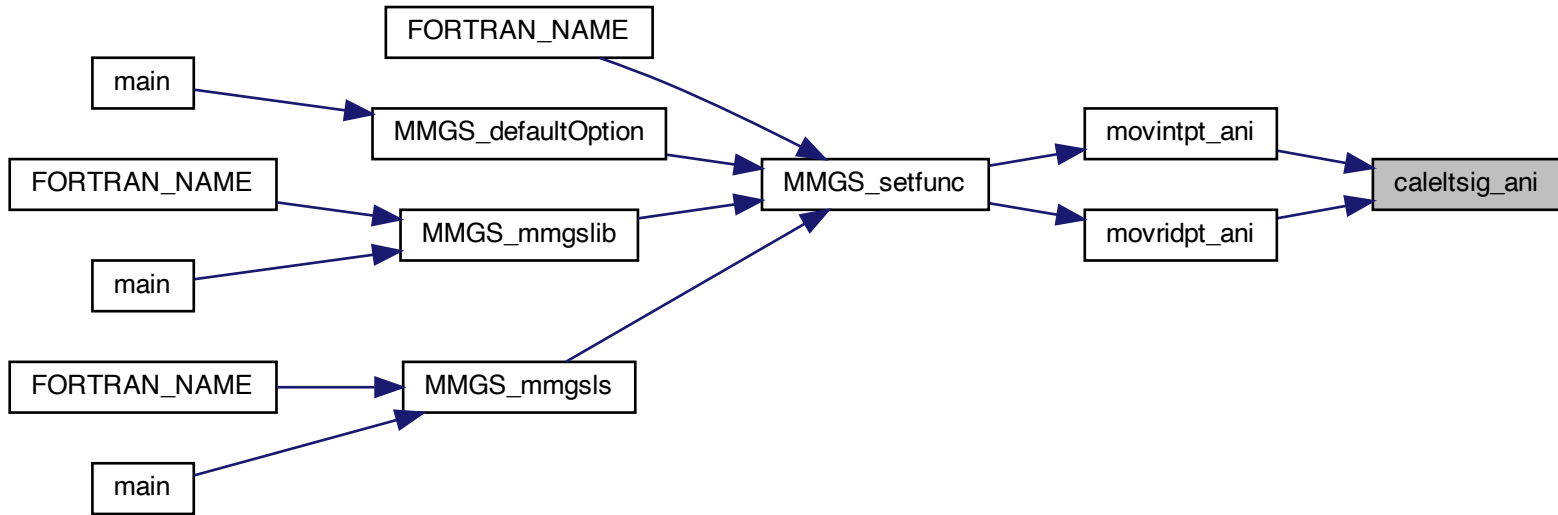 FORTRAN_NAME
main
MMGS_defaultOption
movintpt_ani
FORTRAN_NAME
MMGS_setfunc
caleltsig_ani
MMGS_mmgslib
movridpt_ani
main
FORTRAN_NAME
MMGS_mmgsls
main